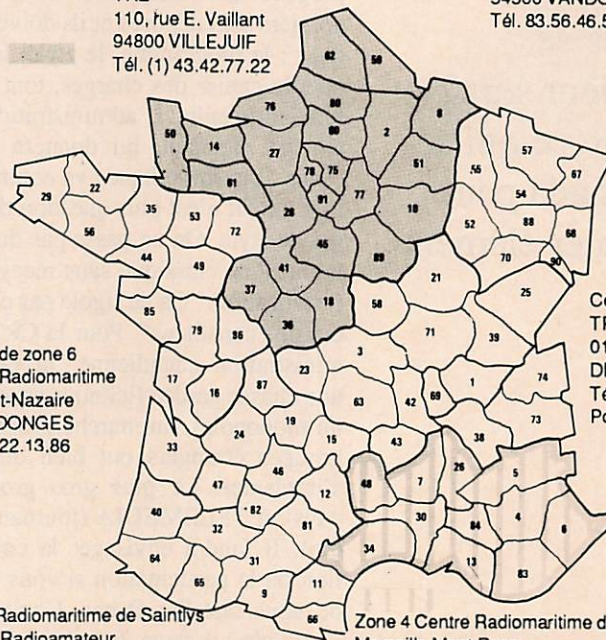 110, rue E. Vaillant
94800 VILLEJUIF
Tél. (1) 43.42.77.22
Tél. 83.56.46.5
62 59
76 80 8
50 14 27 60 2
78 75 51 55 57 67
61 91 77 54
29 22 35 53 28 10 52 88 68
56 72 45 89 70 90
44 49 41 21 25
37 18 58
85 79 86 36 71 39
de zone 6
Radiomaritime
t-Nazaire
DONGES
22.13.86
3
17 16 87 23 63 42 69 1 74
73
33 24 19 15 43 38
46 48 7 26 5
47 12
40 82 81 30 84 4 6
32 34 13 83
64 31
65 9 11
66
Radiomaritime de Saintlys
Radioamateur
Zone 4 Centre Radiomaritime d